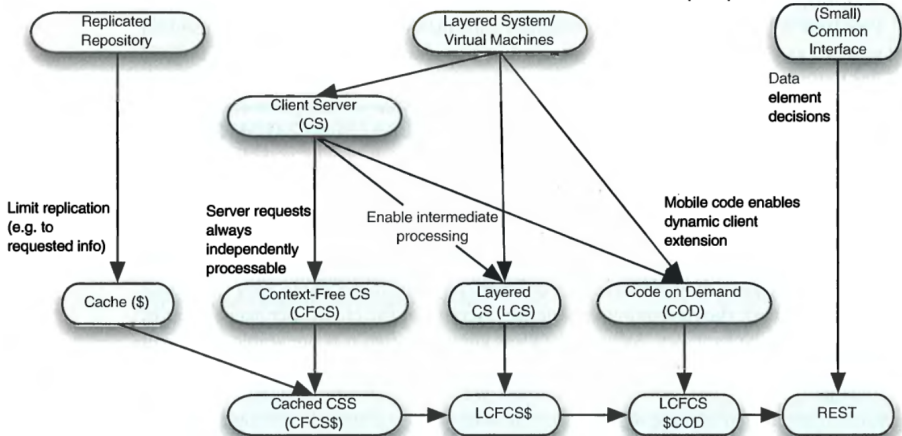 Replicated
Repository
Layered System/
Virtual Machines
(Small)
Common
Interface
Data
element
decisions
Client Server
(CS)
Limit replication
(e.g. to
requested info)
Server requests
always
independently
processable
Enable intermediate
processing
Mobile code enables
dynamic client
extension
Cache ($)
Context-Free CS
(CFCS)
Layered
CS (LCS)
Code on Demand
(COD)
Cached CSS
(CFCS$)
LCFCS$
LCFCS
$COD
REST